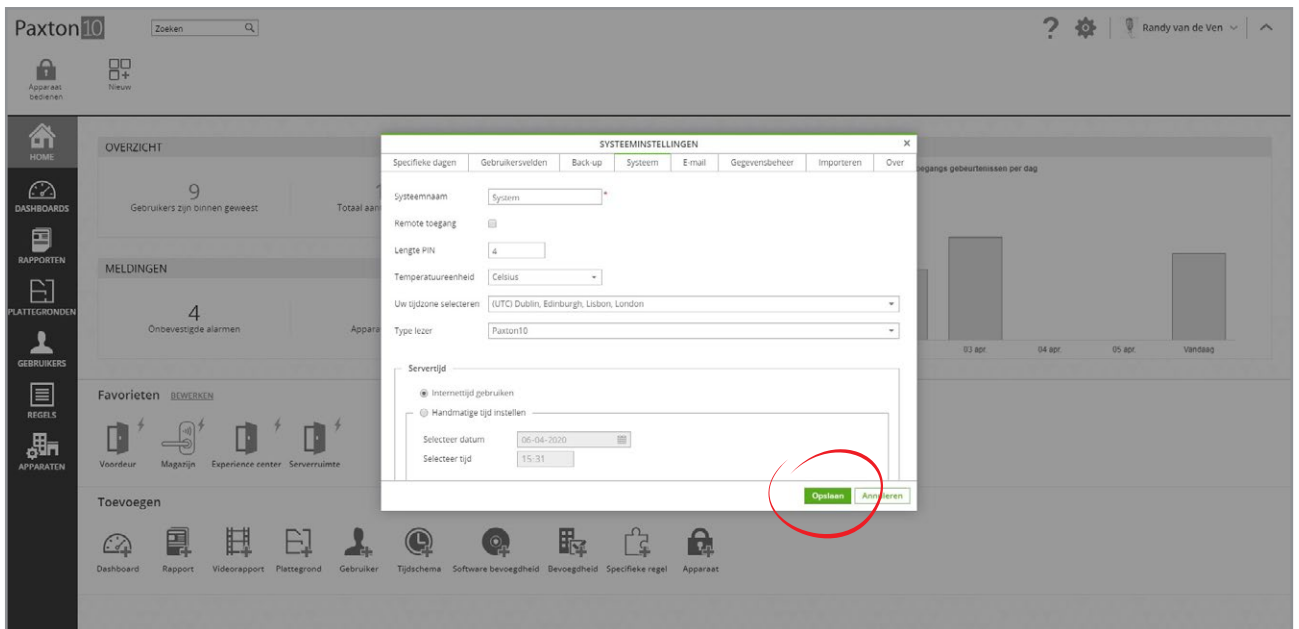 Paxton10
Zoeken
Randy van de Ven
Apparaat bedienen
Nieuw
HOME
DASHBOARDS
RAPPORTEN
PLATTEGRONDEN
GEBRUIKERS
REGELS
APPARATEN
OVERZICHT
9
Gebruikers zijn binnen geweest
Totaal aan
MELDINGEN
4
Onbevestigde alarmen
Appara
SYSTEEMINSTELLINGEN
Specifieke dagen Gebruikersvelden Back-up Systeem E-mail Gegevensbeheer Importeren Over
Systeemnaam System *
Remote toegang
Lengte PIN 4
Temperatuureenheid Celsius
Uw tijdzone selecteren (UTC) Dublin, Edinburgh, Lisbon, London
Type lezer Paxton10
Servertijd
Internettijd gebruiken
Handmatige tijd instellen
Selecteer datum 06-04-2020
Selecteer tijd 15:31
Opslaan Annuleren
egangs gebeurtenissen per dag
03 apr. 04 apr. 05 apr. Vandaag
Favorieten BEWERKEN
Voordeur Magazijn Experience center Serverruimte
Toevoegen
Dashboard Rapport Videorapport Plattegrond Gebruiker Tijdschema Software bevoegdheid Bevoegdheid Specifieke regel Apparaat